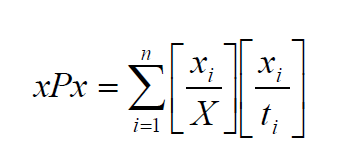 xPx = \sum_{i=1}^{n} \left[ \frac{x_i}{X} \right] \left[ \frac{x_i}{t_i} \right]